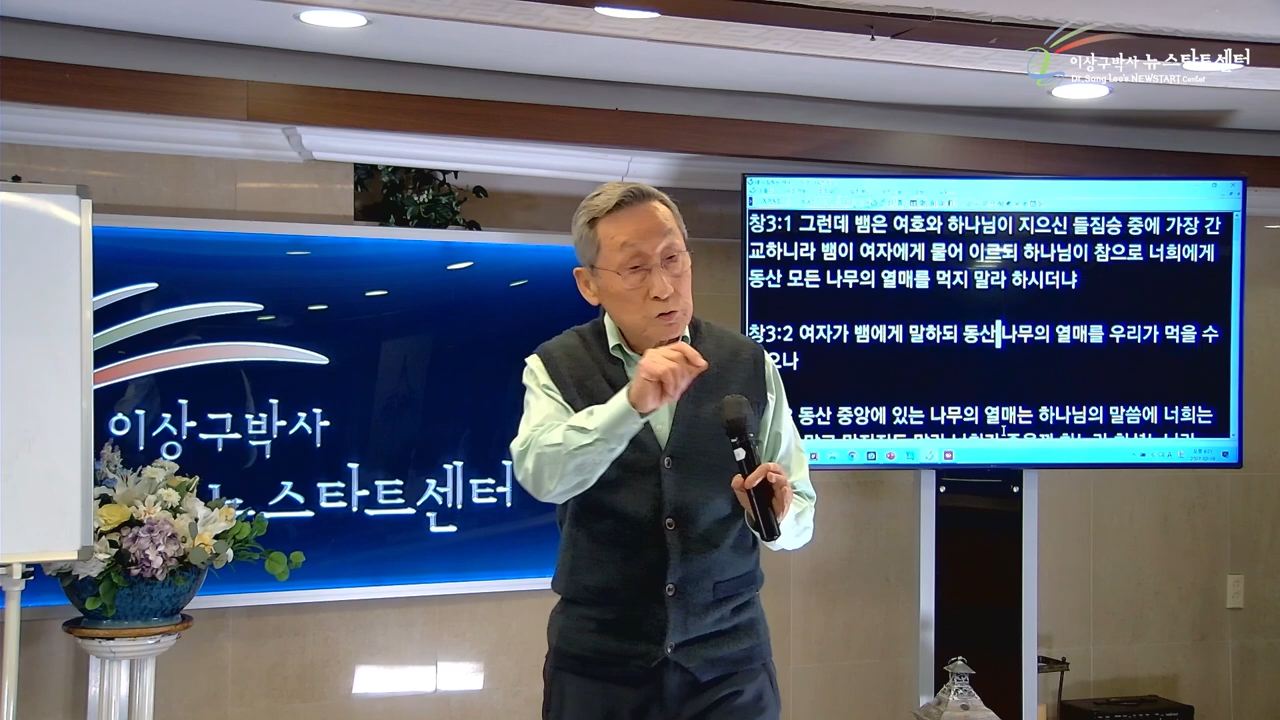 이상구박사 뉴스타트센터
Dr. Sang Lee's NEWSTART Center
창3:1 그런데 뱀은 여호와 하나님이 지으신 들짐승 중에 가장 간
교하니라 뱀이 여자에게 물어 이르되 하나님이 참으로 너희에게
동산 모든 나무의 열매를 먹지 말라 하시더냐
창3:2 여자가 뱀에게 말하되 동산 나무의 열매를 우리가 먹을 수
오나
동산 중앙에 있는 나무의 열매는 하나님의 말씀에 너희는
이상구박사
뉴스타트센터